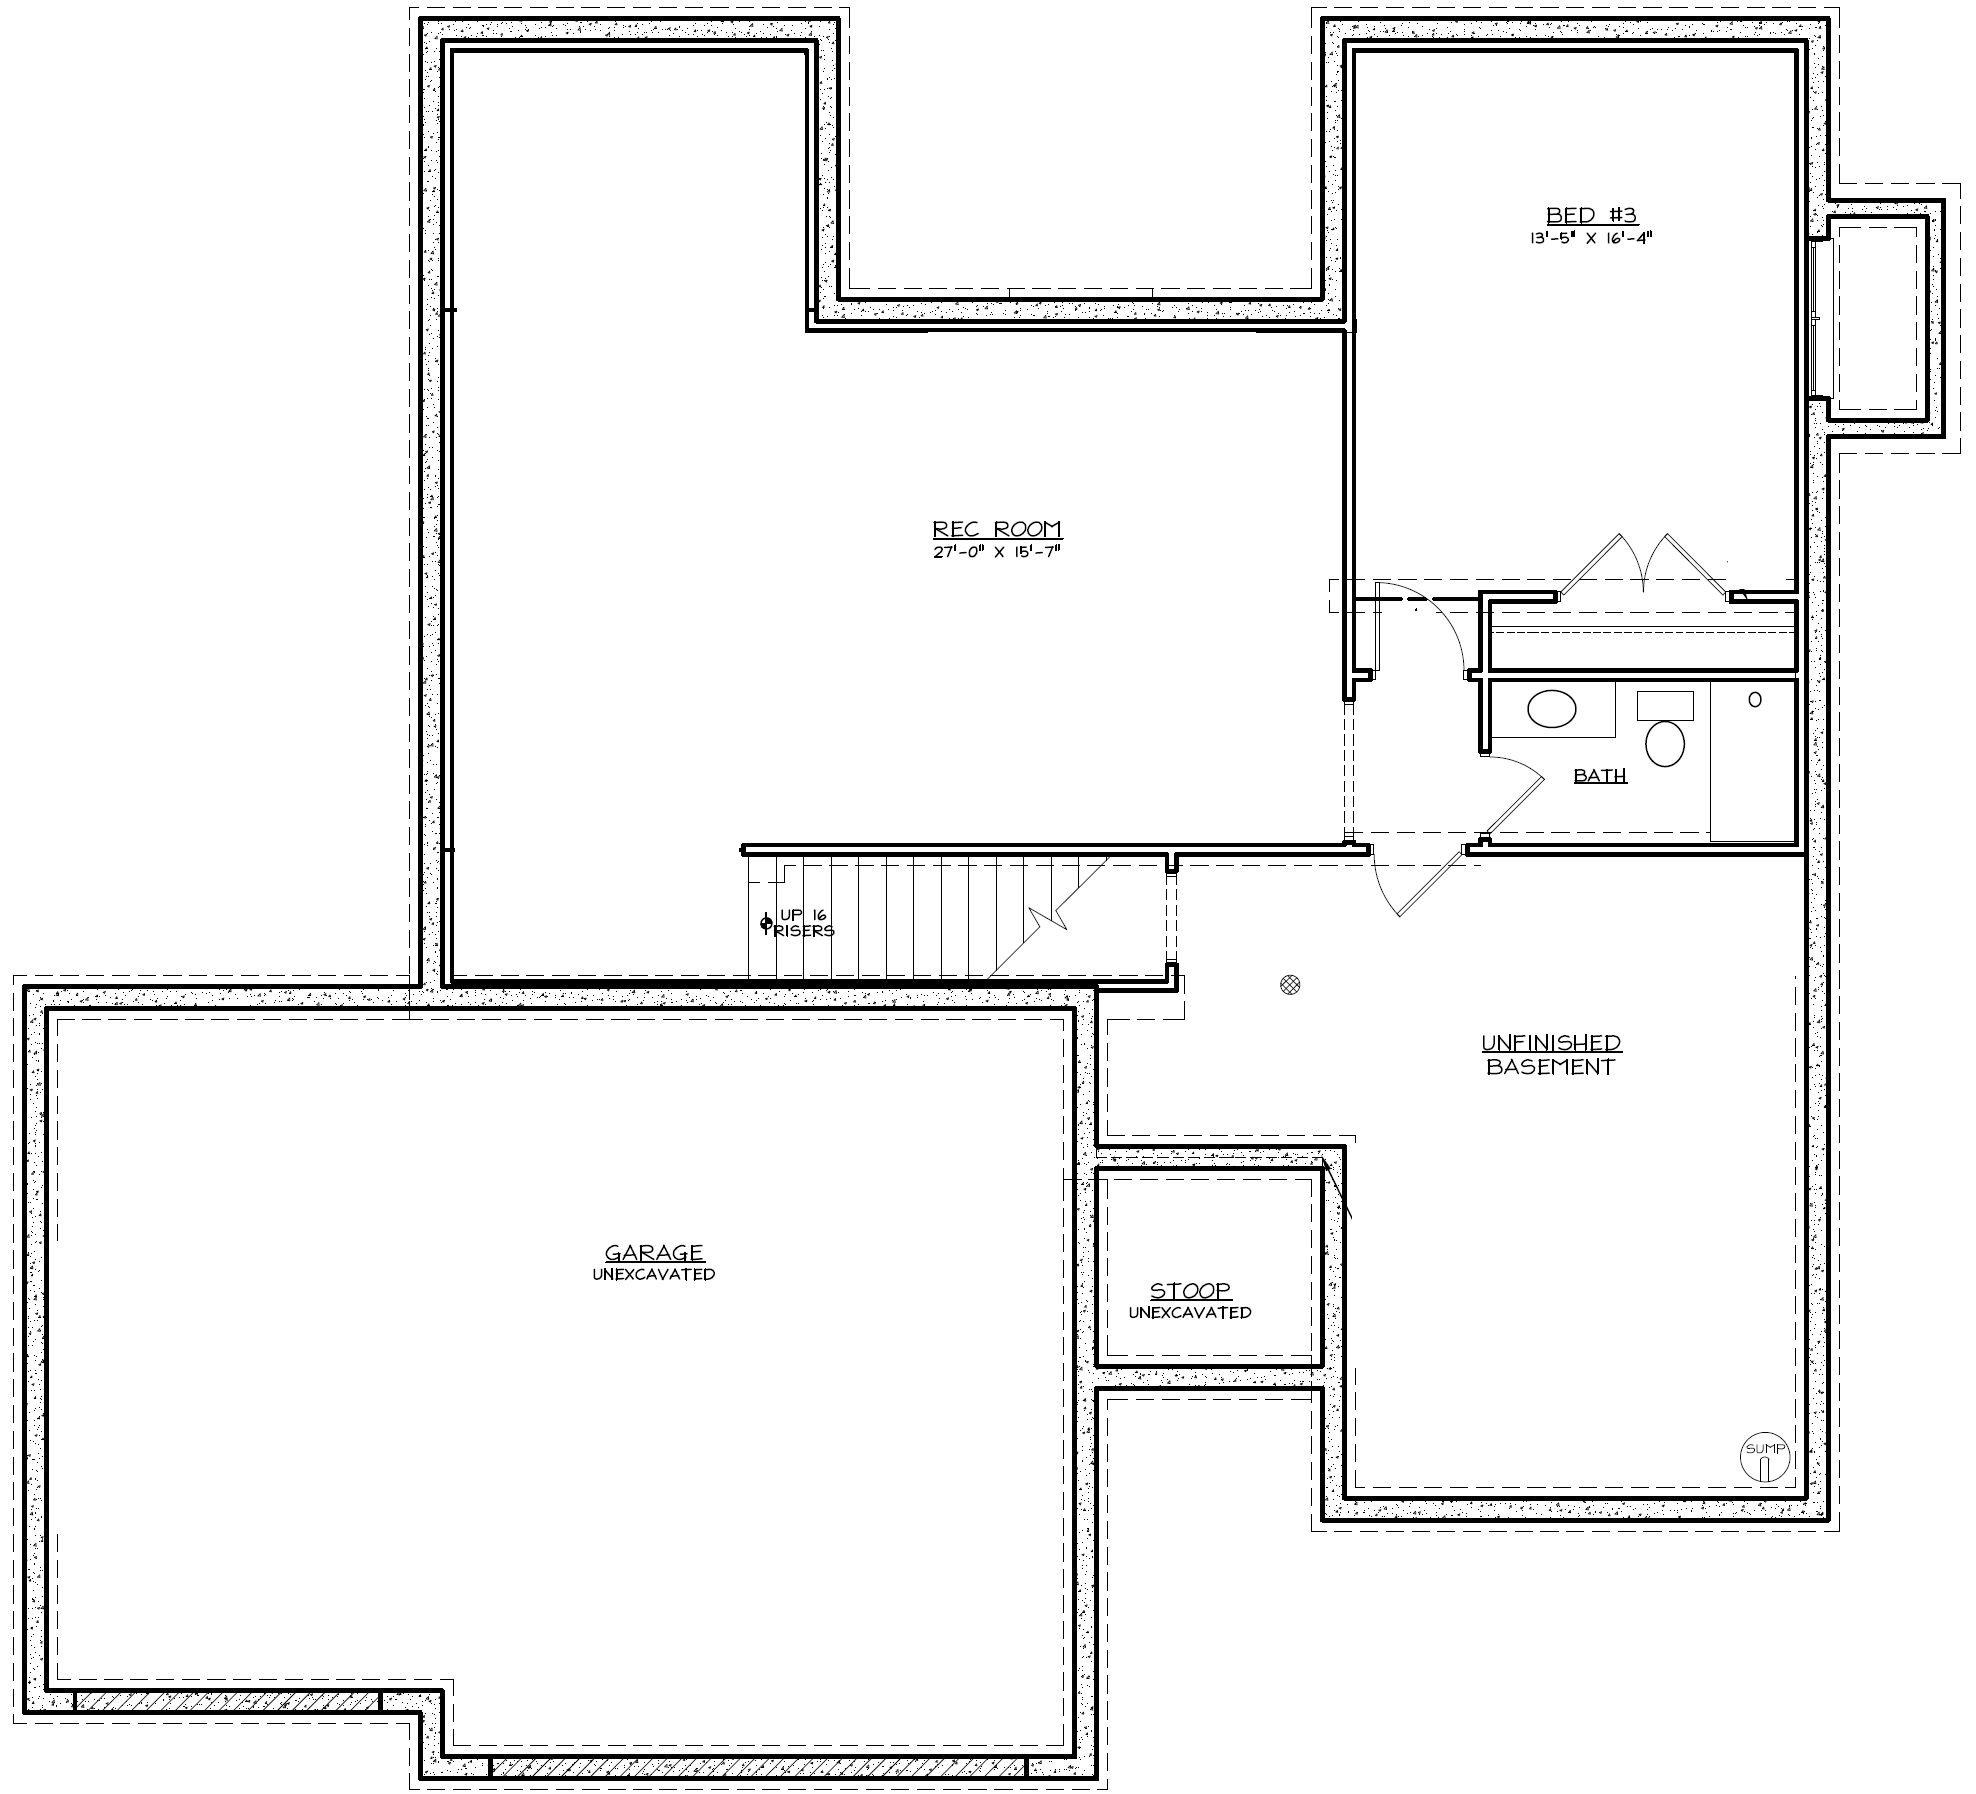 BED #3
13'-5" X 16'-4"
REC ROOM
27'-0" X 15'-7"
BATH
UP 16
RISERS
UNFINISHED
BASEMENT
GARAGE
UNEXCAVATED
STOOP
UNEXCAVATED
SUMP